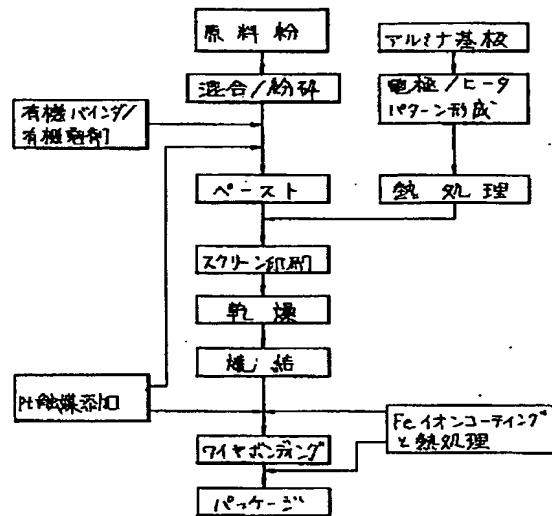 原料粉
アルミナ基板
混合/粉砕
電極/ヒータ
パターン形成
有機バインダ/
有機溶剤
ペースト
熱処理
スクリーン印刷
乾燥
焼結
Pt触媒添加
Feイオンコーティング
と熱処理
ワイヤボンディング
パッケージ